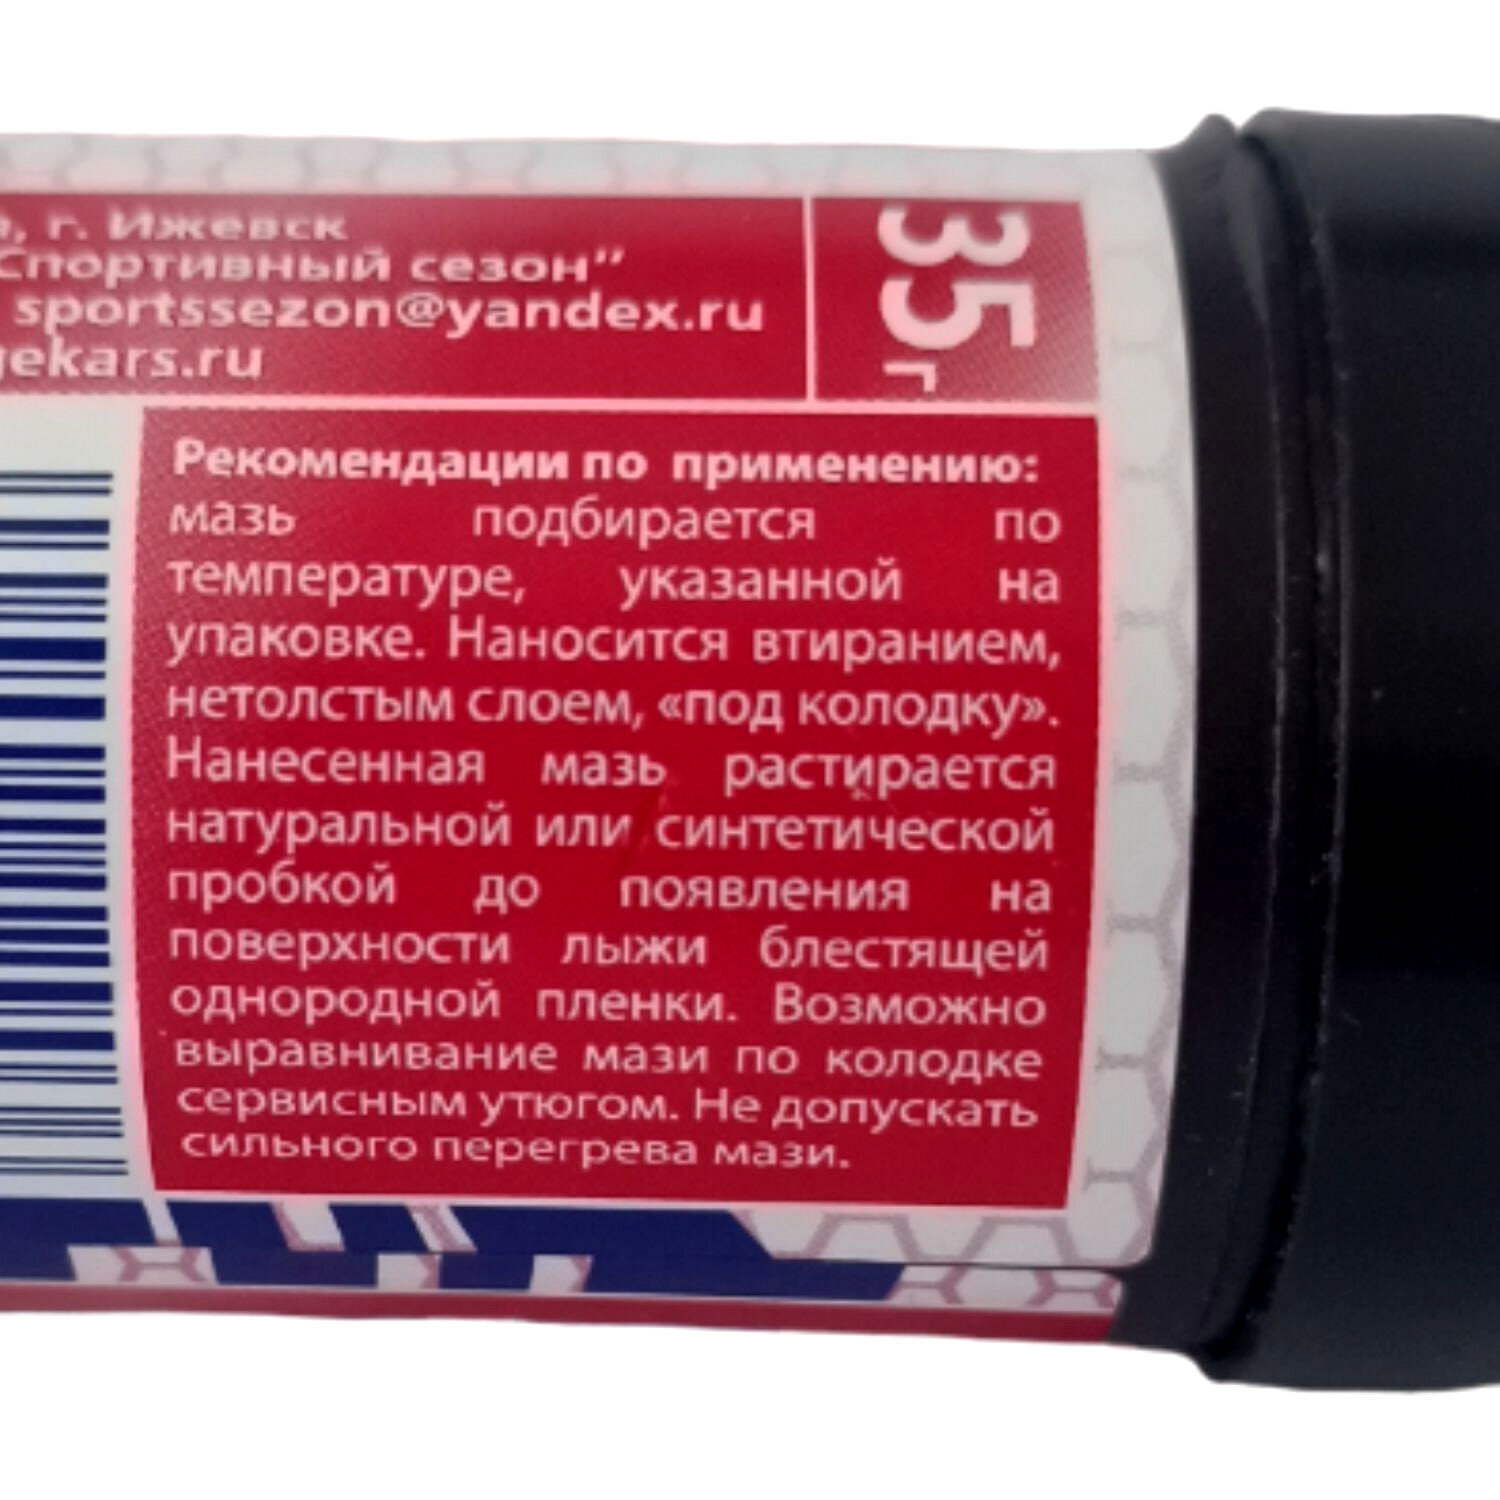 г. Ижевск
Спортивный сезон"
sportssezon@yandex.ru
gekars.ru
35г
Рекомендации по применению:
мазь подбирается по
температуре, указанной на
упаковке. Наносится втиранием,
нетолстым слоем, «под колодку».
Нанесенная мазь растирается
натуральной или синтетической
пробкой до появления на
поверхности лыжи блестящей
однородной пленки. Возможно
выравнивание мази по колодке
сервисным утюгом. Не допускать
сильного перегрева мази.